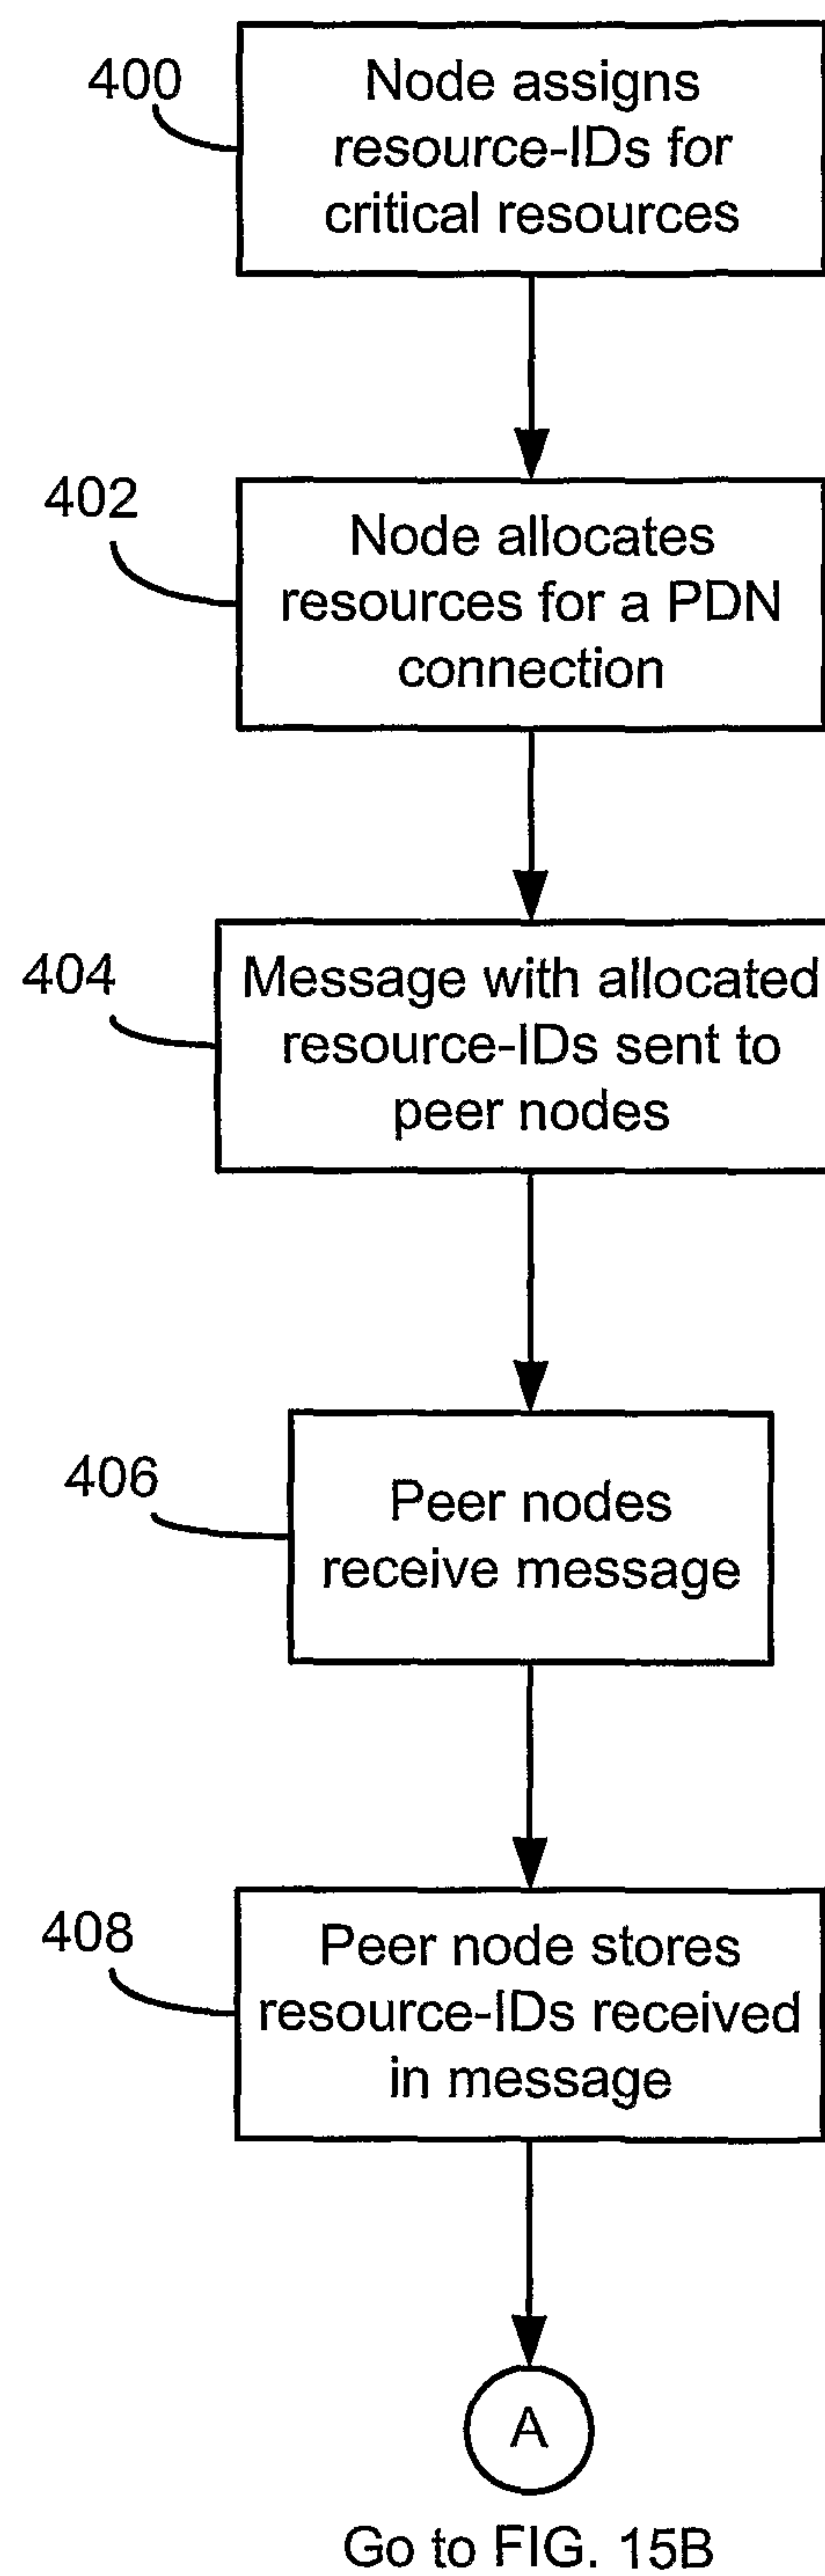 400
Node assigns
resource-IDs for
critical resources
402
Node allocates
resources for a PDN
connection
404
Message with allocated
resource-IDs sent to
peer nodes
406
Peer nodes
receive message
408
Peer node stores
resource-IDs received
in message
A
Go to FIG. 15B